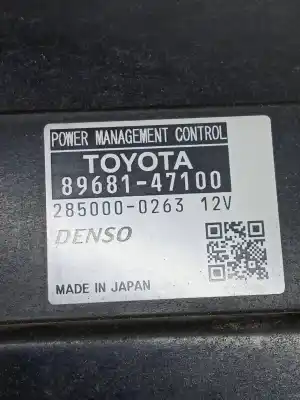 POWER MANAGEMENT CONTROL
TOYOTA
89681-47100
285000-0263 12V
DENSO
MADE IN JAPAN